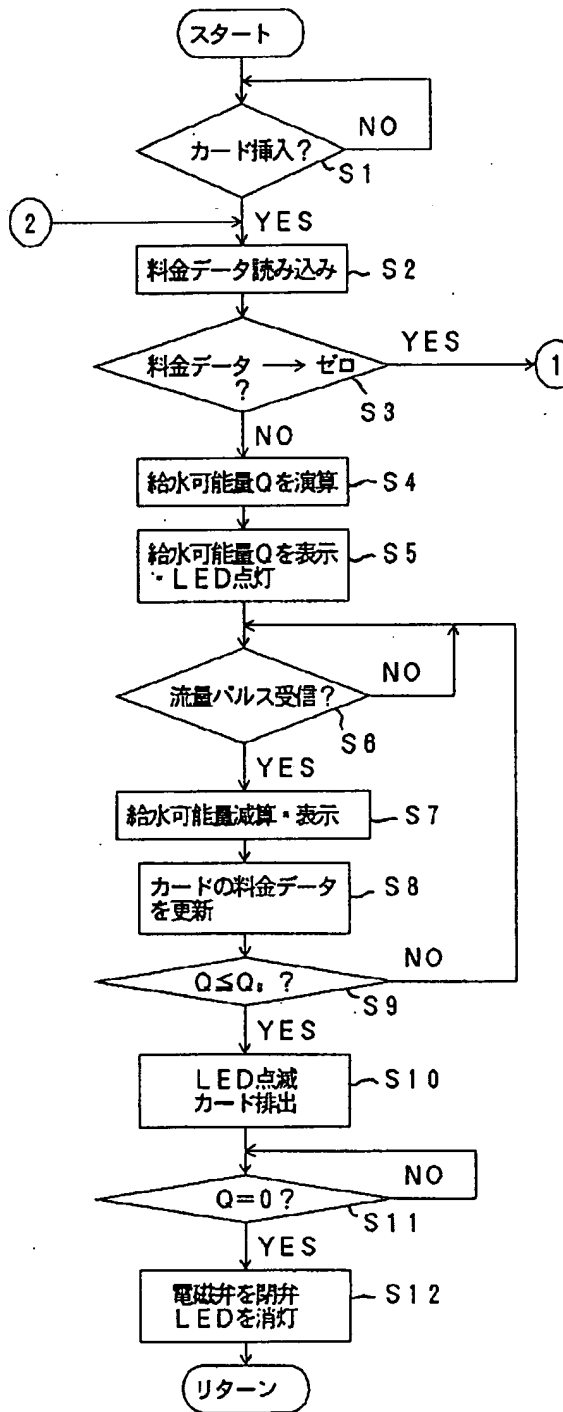 スタート
NO
カード挿入?
S1
2
YES
料金データ読み込み
S2
YES
料金データ → ゼロ
?
S3
1
NO
給水可能量Qを演算
S4
給水可能量Qを表示
・LED点灯
S5
NO
流量パルス受信?
S6
YES
給水可能量減算・表示
S7
カードの料金データ
を更新
S8
NO
Q≦Q ?
S9
YES
LED点滅
カード排出
S10
NO
Q=0?
S11
YES
電磁弁を閉弁
LEDを消灯
S12
リターン